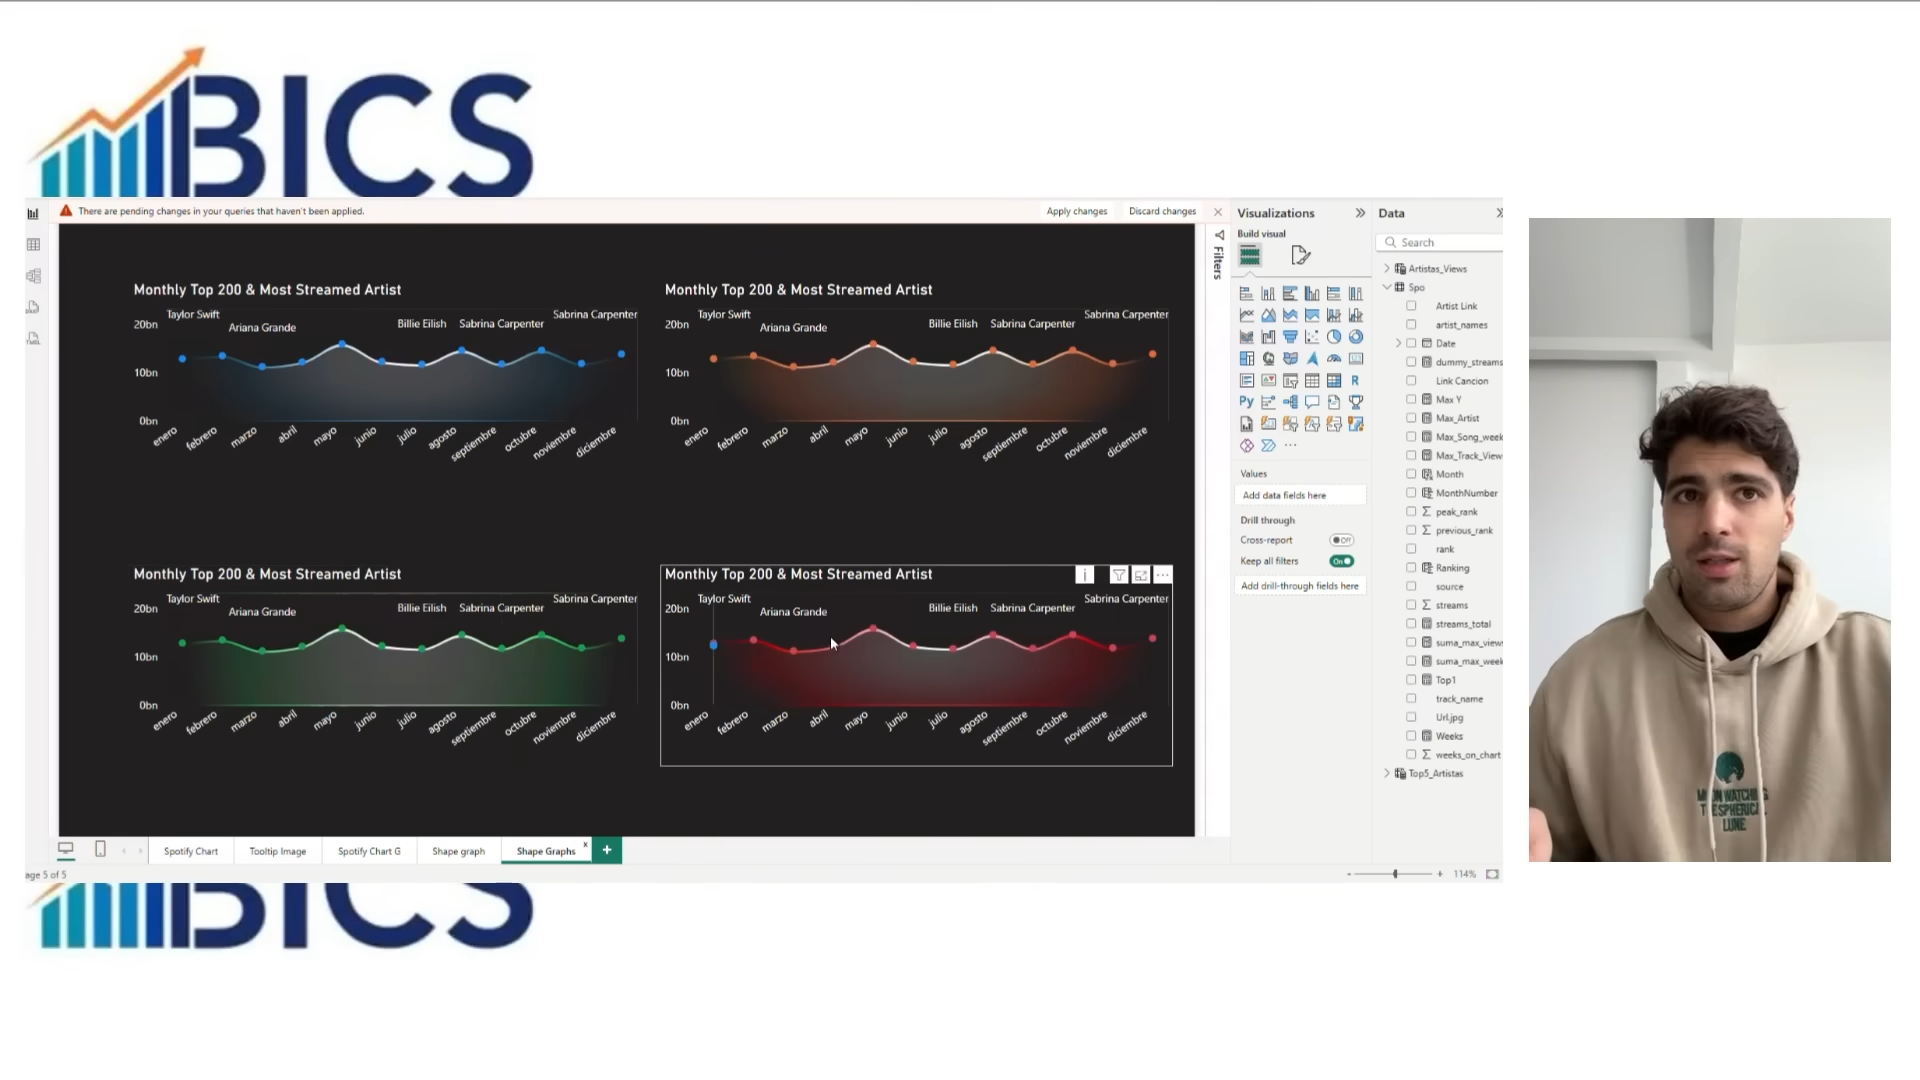 BICS
There are pending changes in your queries that haven't been applied.
Apply changes
Discard changes
Monthly Top 200 & Most Streamed Artist
Taylor Swift
Ariana Grande
Billie Eilish
Sabrina Carpenter
Sabrina Carpenter
20bn
10bn
0bn
enero
febrero
marzo
abril
mayo
junio
julio
agosto
septiembre
octubre
noviembre
diciembre
Monthly Top 200 & Most Streamed Artist
Taylor Swift
Ariana Grande
Billie Eilish
Sabrina Carpenter
Sabrina Carpenter
20bn
10bn
0bn
enero
febrero
marzo
abril
mayo
junio
julio
agosto
septiembre
octubre
noviembre
diciembre
Monthly Top 200 & Most Streamed Artist
Taylor Swift
Ariana Grande
Billie Eilish
Sabrina Carpenter
Sabrina Carpenter
20bn
10bn
0bn
enero
febrero
marzo
abril
mayo
junio
julio
agosto
septiembre
octubre
noviembre
diciembre
Monthly Top 200 & Most Streamed Artist
Taylor Swift
Ariana Grande
Billie Eilish
Sabrina Carpenter
Sabrina Carpenter
20bn
10bn
0bn
enero
febrero
marzo
abril
mayo
junio
julio
agosto
septiembre
octubre
noviembre
diciembre
Filters
Visualizations
Build visual
R
Py
Values
Add data fields here
Drill through
Cross-report
Off
Keep all filters
On
Add drill-through fields here
Data
Search
Artistas_Views
Spo
Artist Link
artist_names
Date
dummy_streams
Link Cancion
Max Y
Max_Artist
Max_Song_week
Max_Track_View
Month
MonthNumber
peak_rank
previous_rank
rank
Ranking
source
streams
streams_total
suma_max_view
suma_max_week
Top1
track_name
Url.jpg
Weeks
weeks_on_chart
Top5_Artistas
Spotify Chart
Tooltip Image
Spotify Chart G
Shape graph
Shape Graphs
age 5 of 5
114%
BICS
THE SPHERICAL
LUNE